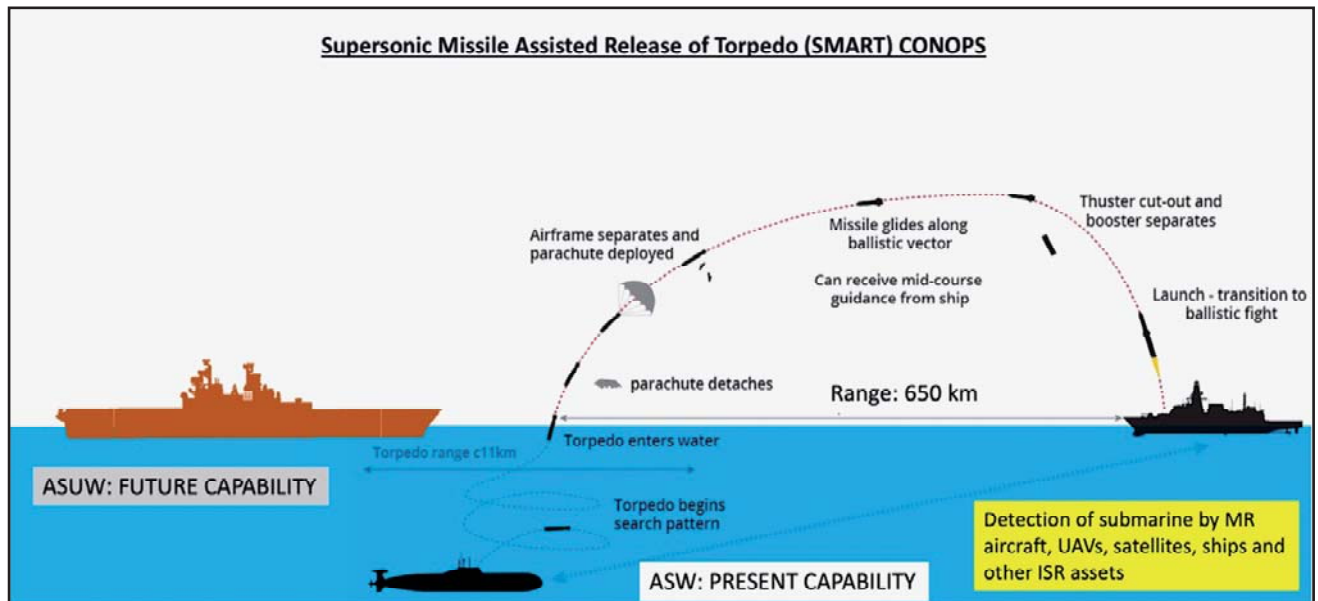 Supersonic Missile Assisted Release of Torpedo (SMART) CONOPS
Thuster cut-out and
booster separates
Missile glides along
ballistic vector
Airframe separates and
parachute deployed
Can receive mid-course
guidance from ship
Launch - transition to
ballistic fight
parachute detaches
Range: 650 km
Torpedo enters water
Torpedo range c11km
ASUW: FUTURE CAPABILITY
Torpedo begins
search pattern
Detection of submarine by MR
aircraft, UAVs, satellites, ships and
other ISR assets
ASW: PRESENT CAPABILITY